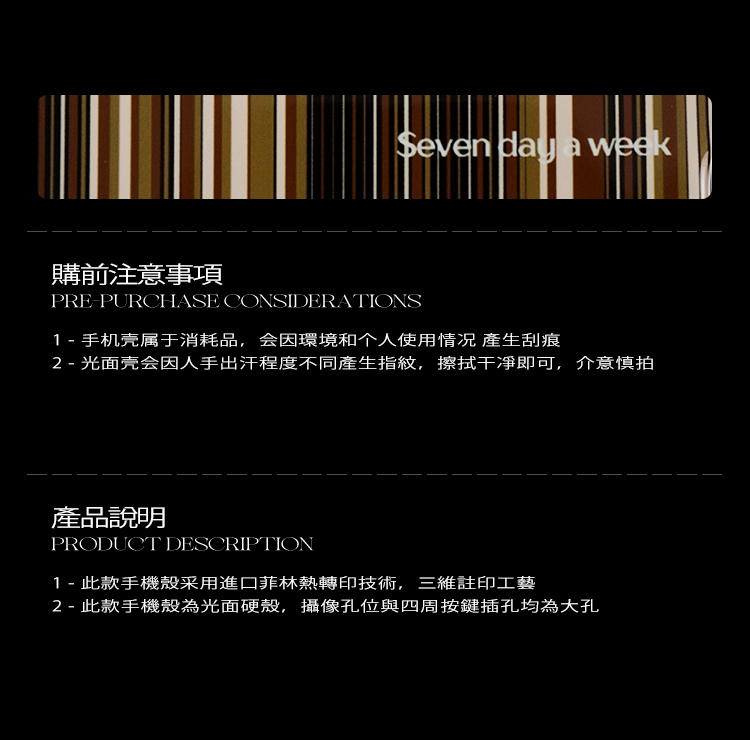 Seven day a week
購前注意事項
PRE-PURCHASE CONSIDERATIONS
1 - 手机壳属于消耗品，会因環境和个人使用情况 產生刮痕
2 - 光面壳会因人手出汗程度不同產生指紋，擦拭干凈即可，介意慎拍
產品說明
PRODUCT DESCRIPTION
1 - 此款手機殼采用進口菲林熱轉印技術，三維註印工藝
2 - 此款手機殼為光面硬殼，攝像孔位與四周按鍵插孔均為大孔